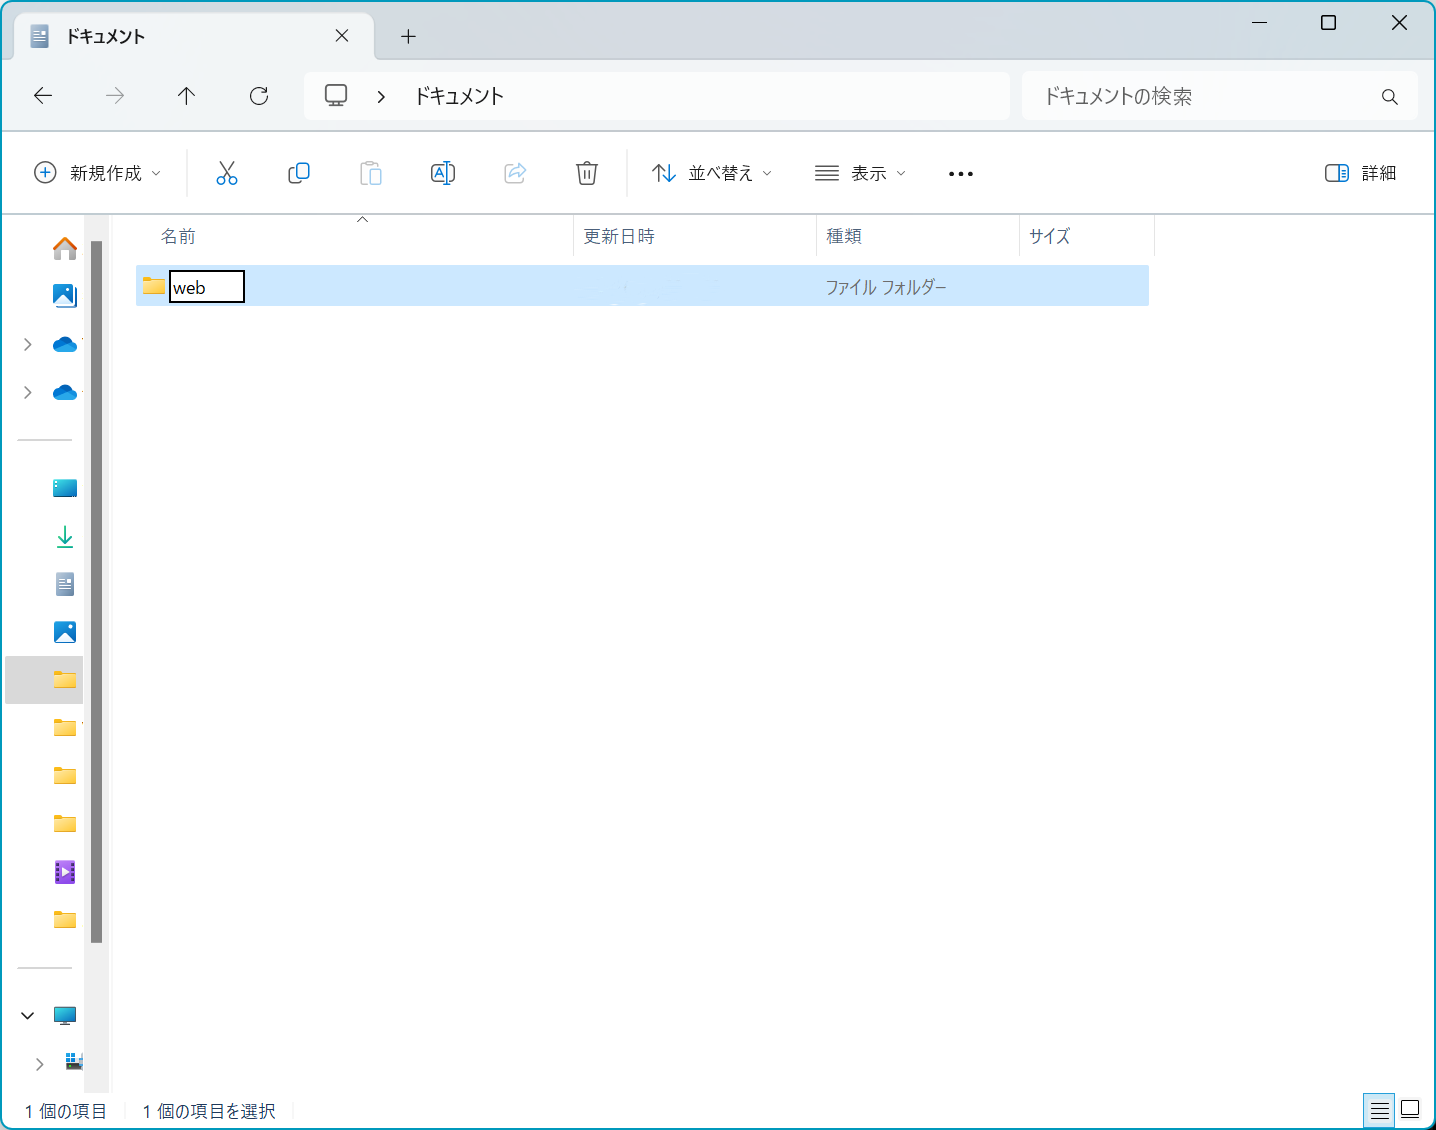 ドキュメント
ドキュメント
ドキュメントの検索
新規作成
並べ替え
表示
詳細
名前
更新日時
種類
サイズ
web
ファイル フォルダー
1 個の項目
1 個の項目を選択